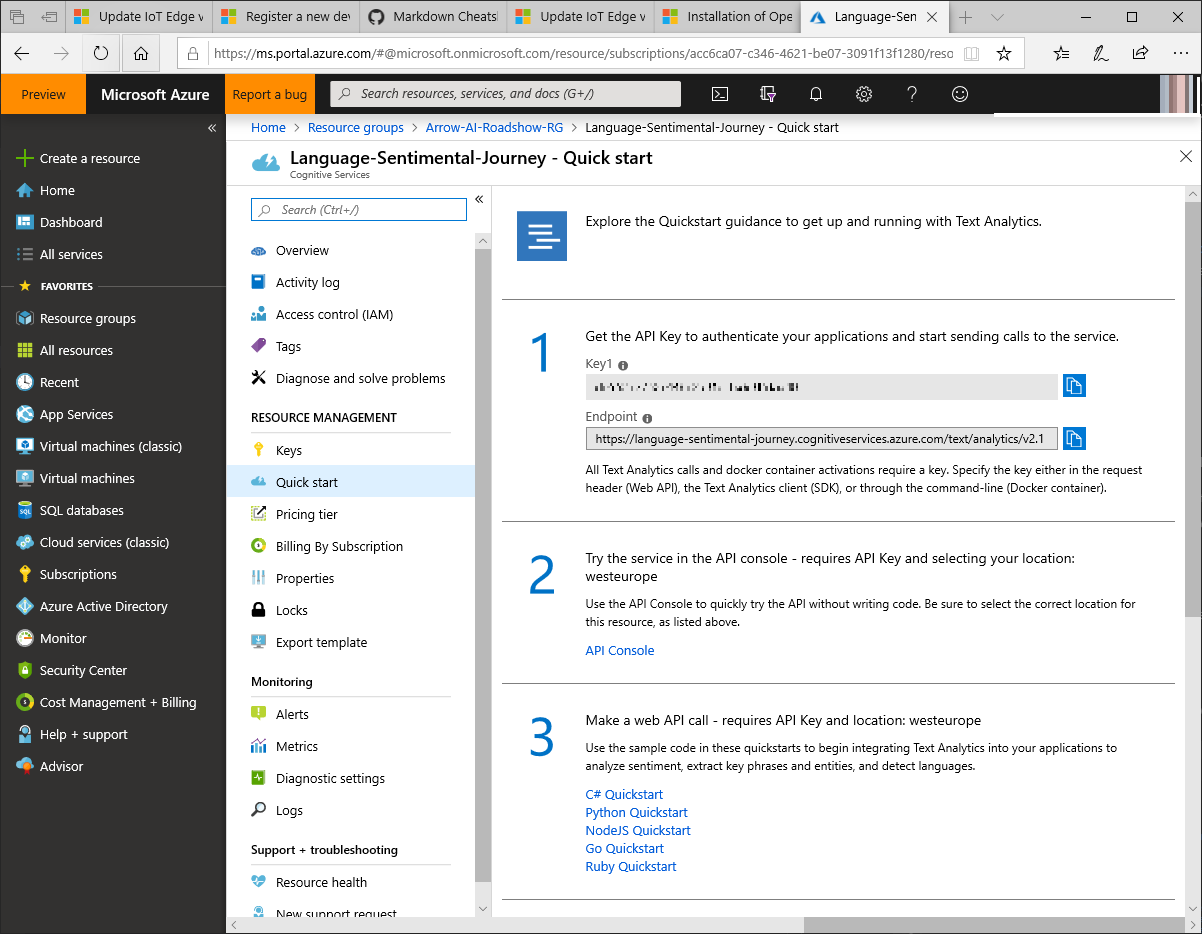 Update IoT Edge v
Register a new dev
Markdown Cheats
Update IoT Edge v
Installation of Ope
Language-Sen
https://ms.portal.azure.com/#@microsoft.onmicrosoft.com/resource/subscriptions/acc6ca07-c346-4621-be07-3091f13f1280/reso
Preview
Microsoft Azure
Report a bug
Search resources, services, and docs (G+/)
Home > Resource groups > Arrow-AI-Roadshow-RG > Language-Sentimental-Journey - Quick start
Language-Sentimental-Journey - Quick start
Cognitive Services
Create a resource
Home
Dashboard
All services
FAVORITES
Resource groups
All resources
Recent
App Services
Virtual machines (classic)
Virtual machines
SQL databases
Cloud services (classic)
Subscriptions
Azure Active Directory
Monitor
Security Center
Cost Management + Billing
Help + support
Advisor
Search (Ctrl+/)
Overview
Activity log
Access control (IAM)
Tags
Diagnose and solve problems
RESOURCE MANAGEMENT
Keys
Quick start
Pricing tier
Billing By Subscription
Properties
Locks
Export template
Monitoring
Alerts
Metrics
Diagnostic settings
Logs
Support + troubleshooting
Resource health
New support request
Explore the Quickstart guidance to get up and running with Text Analytics.
1
Get the API Key to authenticate your applications and start sending calls to the service.
Key1
Endpoint
https://language-sentimental-journey.cognitiveservices.azure.com/text/analytics/v2.1
All Text Analytics calls and docker container activations require a key. Specify the key either in the request
header (Web API), the Text Analytics client (SDK), or through the command-line (Docker container).
2
Try the service in the API console - requires API Key and selecting your location:
westeurope
Use the API Console to quickly try the API without writing code. Be sure to select the correct location for
this resource, as listed above.
API Console
3
Make a web API call - requires API Key and location: westeurope
Use the sample code in these quickstarts to begin integrating Text Analytics into your applications to
analyze sentiment, extract key phrases and entities, and detect languages.
C# Quickstart
Python Quickstart
NodeJS Quickstart
Go Quickstart
Ruby Quickstart